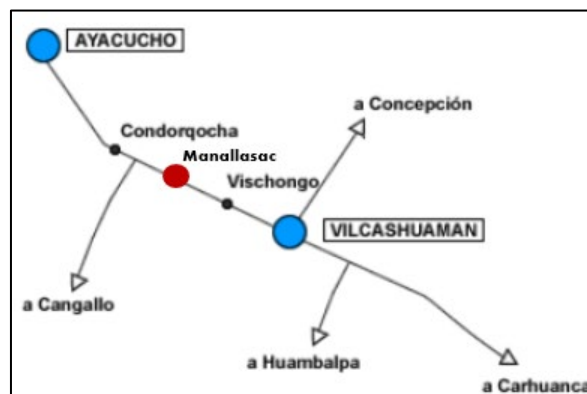 AYACUCHO
a Concepción
Condorqocha
Manallasac
Vischongo
VILCASHUAMAN
a Cangallo
a Huambalpa
a Carhuanca